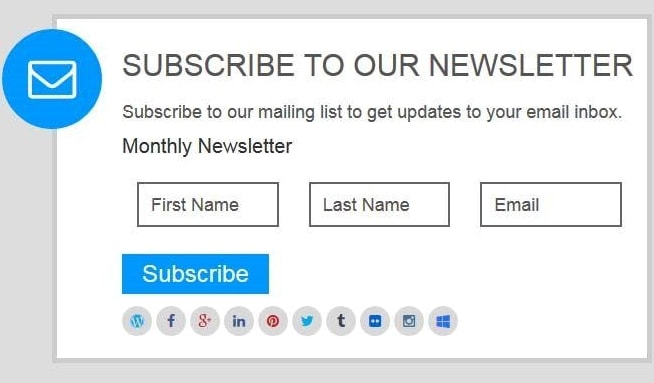 SUBSCRIBE TO OUR NEWSLETTER
Subscribe to our mailing list to get updates to your email inbox.
Monthly Newsletter
First Name Last Name Email
Subscribe